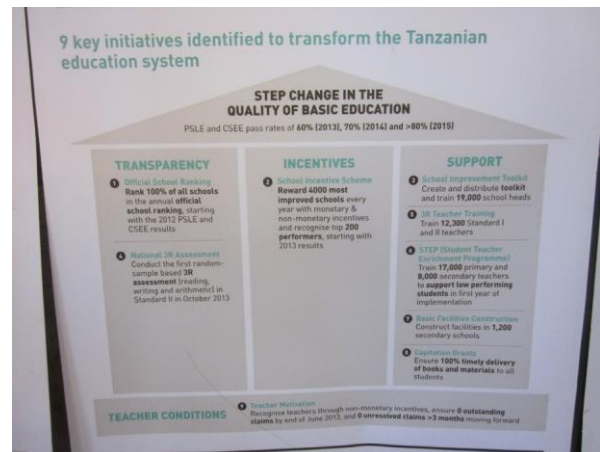 9 key initiatives identified to transform the Tanzanian
education system
STEP CHANGE IN THE
QUALITY OF BASIC EDUCATION
PSLE and CSEE pass rates of 60% (2013), 70% (2014) and >80% (2015)
TRANSPARENCY
1 Official School Ranking
Rank 100% of all schools
in the annual official
school ranking, starting
with the 2012 PSLE and
CSEE results
4 National 3R Assessment
Conduct the first random-
sample based 3R
assessment (reading,
writing and arithmetic) in
Standard II in October 2013
INCENTIVES
2 School Incentive Scheme
Reward 4000 most
improved schools every
year with monetary &
non-monetary incentives
and recognise top 200
performers, starting with
2013 results
SUPPORT
3 School Improvement Toolkit
Create and distribute toolkit
and train 19,000 school heads
5 3R Teacher Training
Train 12,300 Standard I
and II teachers
6 STEP (Student Teacher
Enrichment Programme)
Train 17,000 primary and
8,000 secondary teachers
to support low performing
students in first year of
implementation
7 Basic Facilities Construction
Construct facilities in 1,200
secondary schools
8 Capitation Grants
Ensure 100% timely delivery
of books and materials to all
students
TEACHER CONDITIONS
9 Teacher Motivation
Recognise teachers through non-monetary incentives, ensure 0 outstanding
claims by end of June 2013, and 0 unresolved claims >3 months moving forward